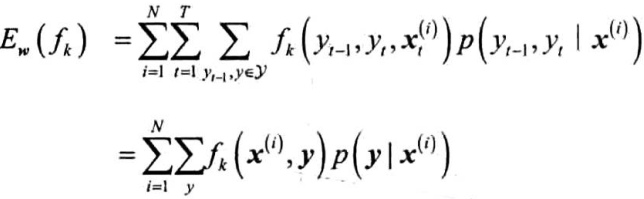 E_w(f_k) = \sum_{i=1}^{N} \sum_{t=1}^{T} \sum_{y_{t-1}, y \in \mathcal{Y}} f_k(y_{t-1}, y_t, x_t^{(i)}) p(y_{t-1}, y_t | x^{(i)})
= \sum_{i=1}^{N} \sum_{y} f_k(x^{(i)}, y) p(y | x^{(i)})